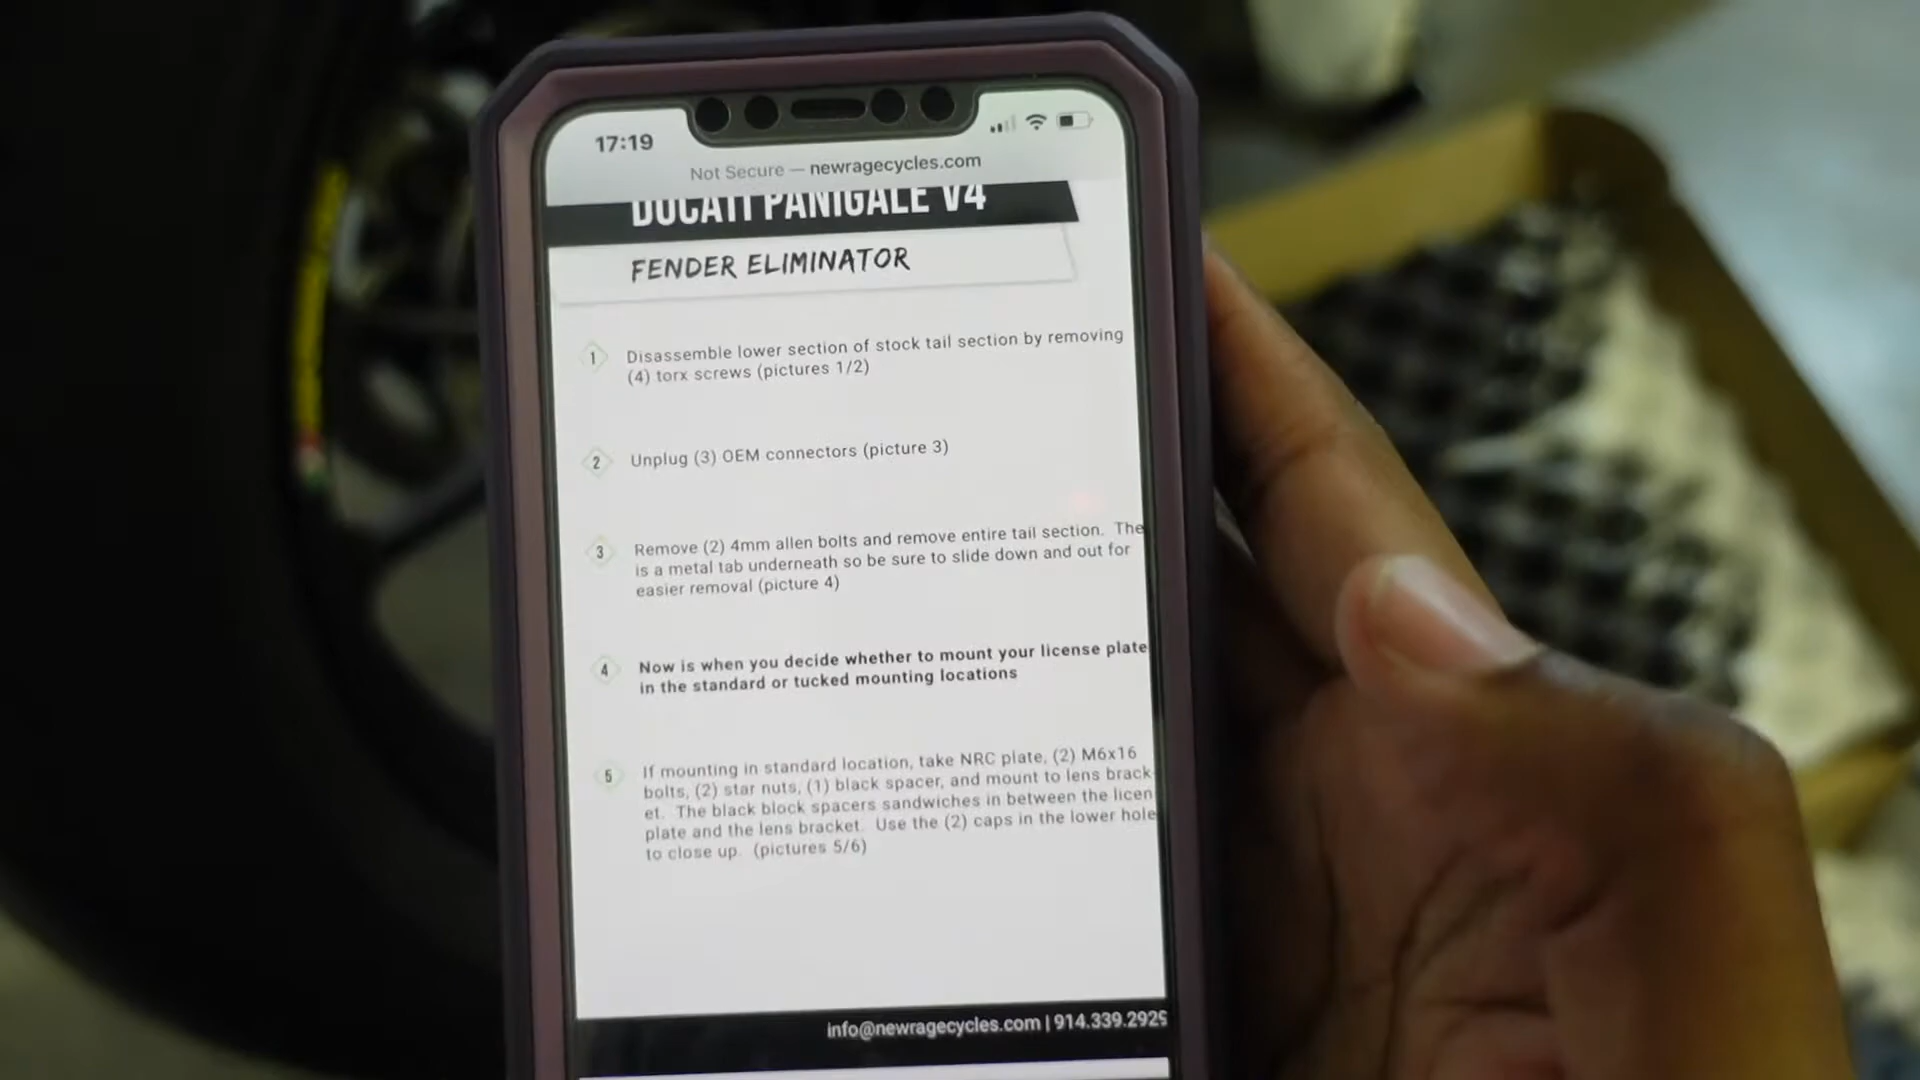 17:19
Not Secure — newragecycles.com
DUCATI PANIGALE V4
FENDER ELIMINATOR
1 Disassemble lower section of stock tail section by removing
(4) torx screws (pictures 1/2)
2 Unplug (3) OEM connectors (picture 3)
3 Remove (2) 4mm allen bolts and remove entire tail section. The
is a metal tab underneath so be sure to slide down and out for
easier removal (picture 4)
4 Now is when you decide whether to mount your license plate
in the standard or tucked mounting locations
5 If mounting in standard location, take NRC plate, (2) M6x16
bolts, (2) star nuts, (1) black spacer, and mount to lens brack-
et. The black block spacers sandwiches in between the licen
plate and the lens bracket. Use the (2) caps in the lower hole
to close up. (pictures 5/6)
info@newragecycles.com | 914.339.2929